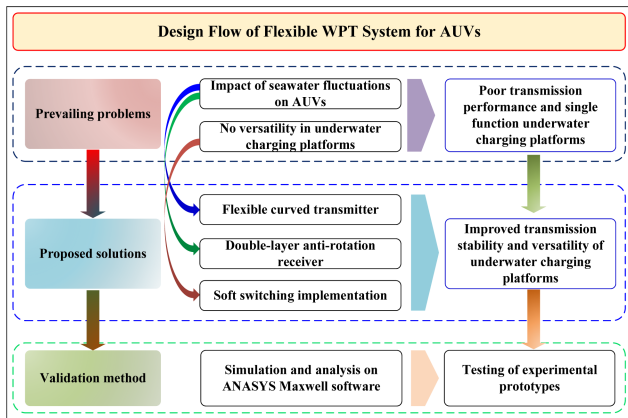 Design Flow of Flexible WPT System for AUVs
Prevailing problems
Impact of seawater fluctuations
on AUVs
No versatility in underwater
charging platforms
Poor transmission
performance and single
function underwater
charging platforms
Proposed solutions
Flexible curved transmitter
Double-layer anti-rotation
receiver
Soft switching implementation
Improved transmission
stability and versatility of
underwater charging
platforms
Validation method
Simulation and analysis on
ANASYS Maxwell software
Testing of experimental
prototypes